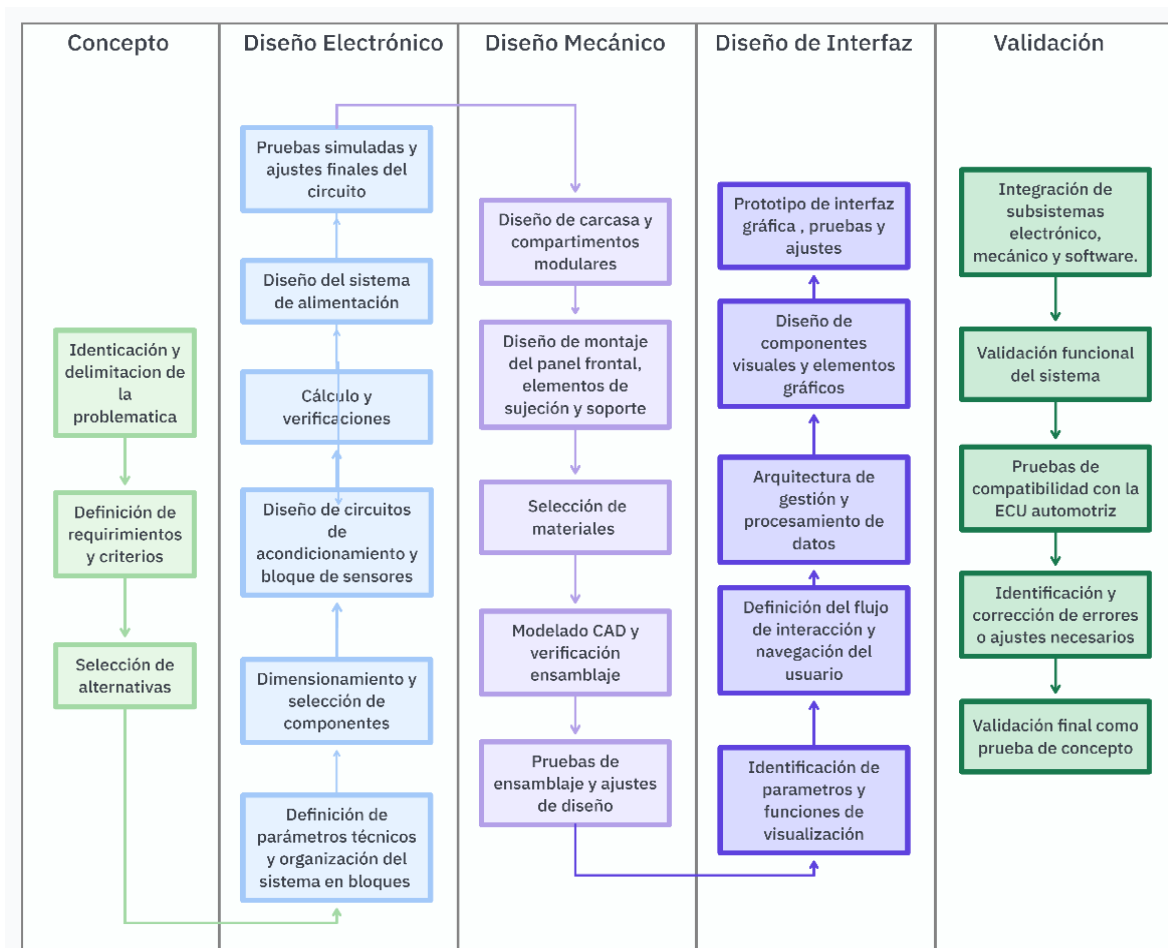 Concepto
Diseño Electrónico
Diseño Mecánico
Diseño de Interfaz
Validación
Identicación y
delimitacion de
la
problematica
Definición de
requirimientos
y criterios
Selección de
alternativas
Pruebas simuladas y
ajustes finales del
circuito
Diseño del sistema
de alimentación
Cálculo y
verificaciones
Diseño de circuitos
de
acondicionamiento y
bloque de sensores
Dimensionamiento y
selección de
componentes
Definición de
parámetros técnicos
y organización del
sistema en bloques
Diseño de carcasa y
compartimentos
modulares
Diseño de montaje
del panel frontal,
elementos de
sujeción y soporte
Selección de
materiales
Modelado CAD y
verificación
ensamblaje
Pruebas de
ensamblaje y ajustes
de diseño
Prototipo de interfaz
gráfica , pruebas y
ajustes
Diseño de
componentes
visuales y elementos
gráficos
Arquitectura de
gestión y
procesamiento de
datos
Definición del flujo
de interacción y
navegación del
usuario
Identificación de
parametros y
funciones de
visualización
Integración de
subsistemas
electrónico,
mecánico y software.
Validación funcional
del sistema
Pruebas de
compatibilidad con la
ECU automotriz
Identificación y
corrección de errores
o ajustes necesarios
Validación final como
prueba de concepto